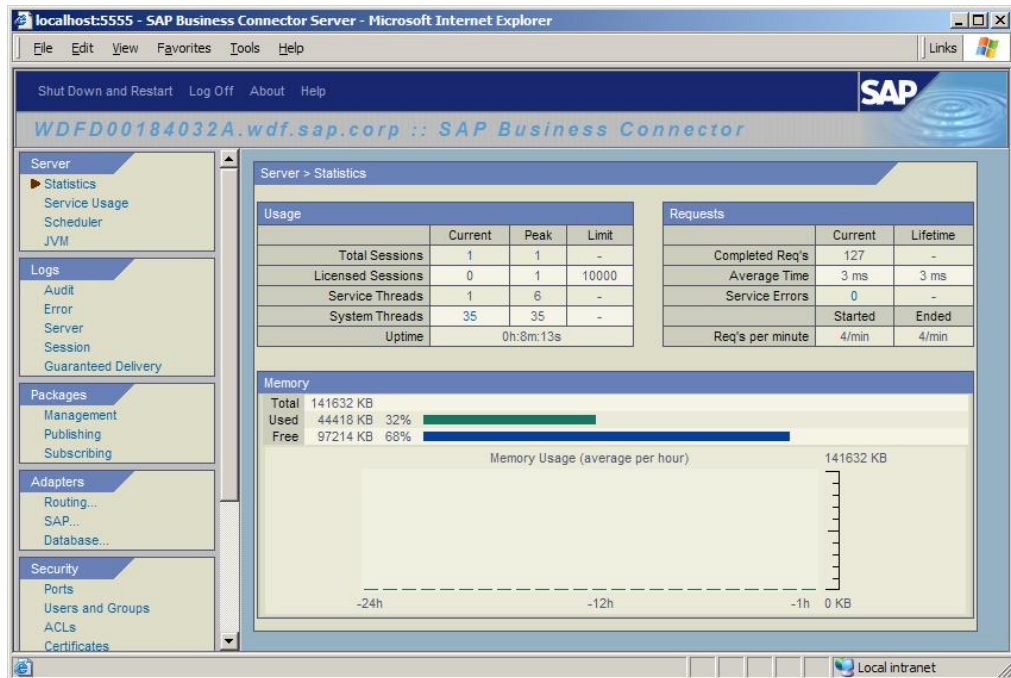 localhost:5555 - SAP Business Connector Server - Microsoft Internet Explorer
File Edit View Favorites Tools Help Links
Shut Down and Restart Log Off About Help
SAP
WDFD00184032A.wdf.sap.corp :: SAP Business Connector
Server
Statistics
Service Usage
Scheduler
JVM
Logs
Audit
Error
Server
Session
Guaranteed Delivery
Packages
Management
Publishing
Subscribing
Adapters
Routing...
SAP...
Database...
Security
Ports
Users and Groups
ACLs
Certificates
Server > Statistics
Usage
Current Peak Limit
Total Sessions 1 1 -
Licensed Sessions 0 1 10000
Service Threads 1 6 -
System Threads 35 35 -
Uptime 0h:8m:13s
Requests
Current Lifetime
Completed Req's 127 -
Average Time 3 ms 3 ms
Service Errors 0 -
Started Ended
Req's per minute 4/min 4/min
Memory
Total 141632 KB
Used 44418 KB 32%
Free 97214 KB 68%
Memory Usage (average per hour) 141632 KB
-24h -12h -1h 0 KB
Local intranet